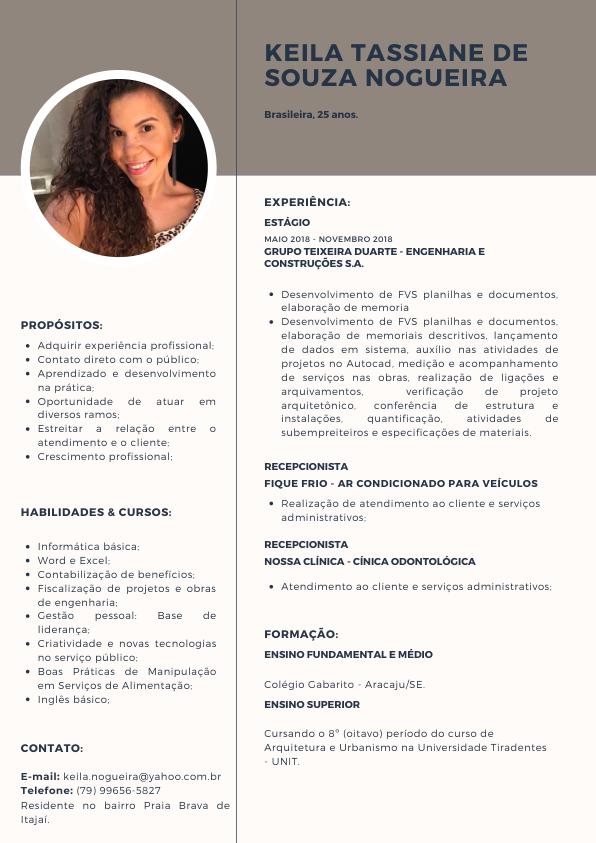 KEILA TASSIANE DE
SOUZA NOGUEIRA
Brasileira, 25 anos.
PROPÓSITOS:
• Adquirir experiência profissional;
• Contato direto com o público;
• Aprendizado e desenvolvimento
na prática;
• Oportunidade de atuar em
diversos ramos;
• Estreitar a relação entre o
atendimento e o cliente;
• Crescimento profissional;
HABILIDADES & CURSOS:
• Informática básica;
• Word e Excel;
• Contabilização de benefícios;
• Fiscalização de projetos e obras
de engenharia;
• Gestão pessoal: Base de
liderança;
• Criatividade e novas tecnologias
no serviço público;
• Boas Práticas de Manipulação
em Serviços de Alimentação;
• Inglês básico;
CONTATO:
E-mail: keila.nogueira@yahoo.com.br
Telefone: (79) 99656-5827
Residente no bairro Praia Brava de
Itajaí.
EXPERIÊNCIA:
ESTÁGIO
MAIO 2018 - NOVEMBRO 2018
GRUPO TEIXEIRA DUARTE - ENGENHARIA E
CONSTRUÇÕES S.A.
• Desenvolvimento de FVS planilhas e documentos,
elaboração de memoria
• Desenvolvimento de FVS planilhas e documentos,
elaboração de memoriais descritivos, lançamento
de dados em sistema, auxílio nas atividades de
projetos no Autocad, medição e acompanhamento
de serviços nas obras, realização de ligações e
arquivamentos, verificação de projeto
arquitetônico, conferência de estrutura e
instalações, quantificação, atividades de
subempreiteiros e especificações de materiais.
RECEPCIONISTA
FIQUE FRIO - AR CONDICIONADO PARA VEÍCULOS
• Realização de atendimento ao cliente e serviços
administrativos;
RECEPCIONISTA
NOSSA CLÍNICA - CÍNICA ODONTOLÓGICA
• Atendimento ao cliente e serviços administrativos;
FORMAÇÃO:
ENSINO FUNDAMENTAL E MÉDIO
Colégio Gabarito - Aracaju/SE.
ENSINO SUPERIOR
Cursando o 8º (oitavo) período do curso de
Arquitetura e Urbanismo na Universidade Tiradentes
- UNIT.